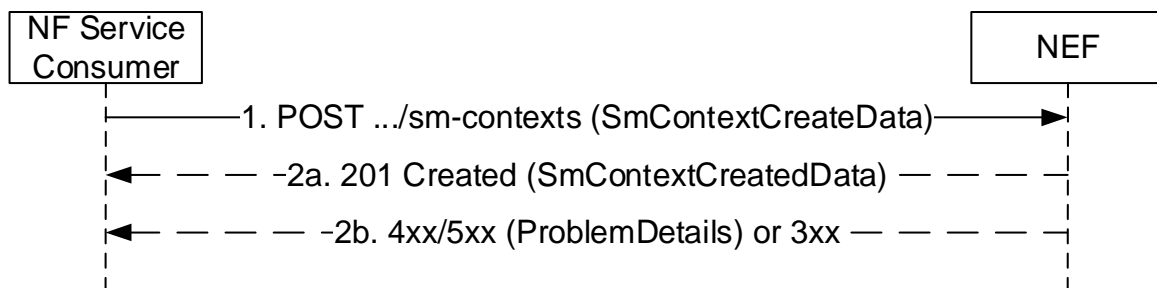 NF Service
Consumer
NEF
1. POST .../sm-contexts (SmContextCreateData)
2a. 201 Created (SmContextCreatedData)
2b. 4xx/5xx (ProblemDetails) or 3xx